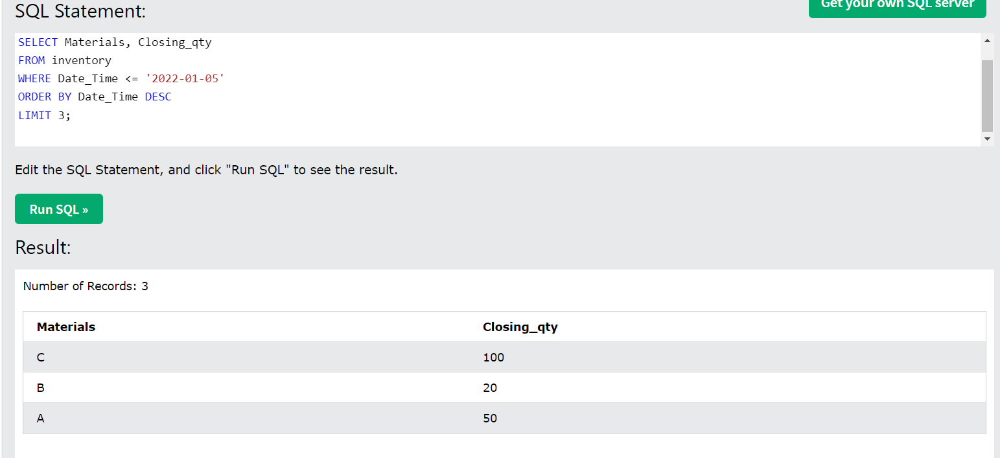 SQL Statement:
Get your own SQL server
SELECT Materials, Closing_qty
FROM inventory
WHERE Date_Time <= '2022-01-05'
ORDER BY Date_Time DESC
LIMIT 3;
Edit the SQL Statement, and click "Run SQL" to see the result.
Run SQL »
Result:
Number of Records: 3
Materials Closing_qty
C 100
B 20
A 50